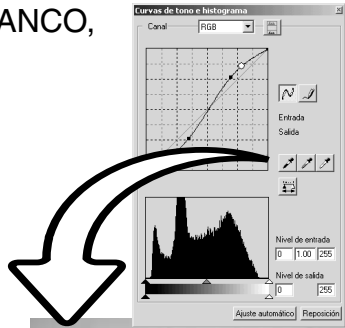 ANCO,
Curvas de tono e histograma
Canal RGB
Entrada
Salida
Nivel de entrada
0 1.00 255
Nivel de salida
0 255
Ajuste automático Reposición